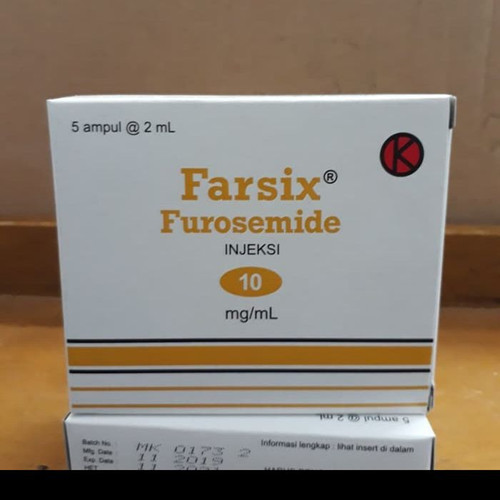 5 ampul @ 2 mL
K
Farsix®
Furosemide
INJEKSI
10
mg/mL
5 ampul @ 2 mL
Batch No. : MK 0173 2
Mfg. Date : 11 2019
Exp. Date
HET
Informasi lengkap : lihat insert di dalam